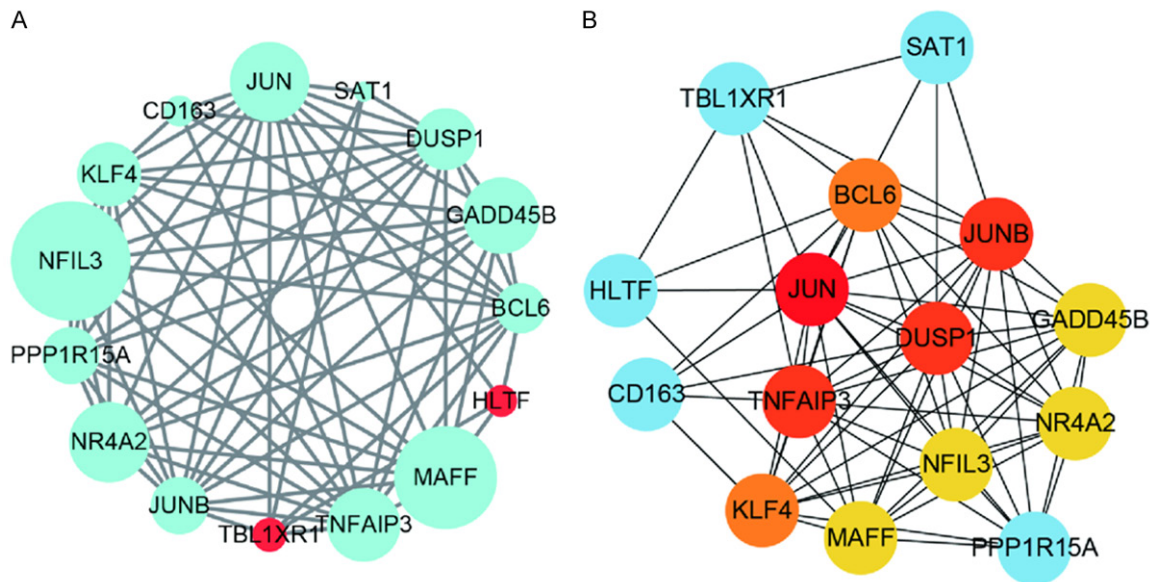 A
JUN
SAT1
CD163
DUSP1
KLF4
GADD45B
NFIL3
BCL6
PPP1R15A
HLTF
NR4A2
MAFF
JUNB
TNFAIP3
TBL1XR1
B
SAT1
TBL1XR1
BCL6
JUNB
HLTF
JUN
GADD45B
DUSP1
CD163
TNFAIP3
NR4A2
NFIL3
KLF4
MAFF
PPP1R15A